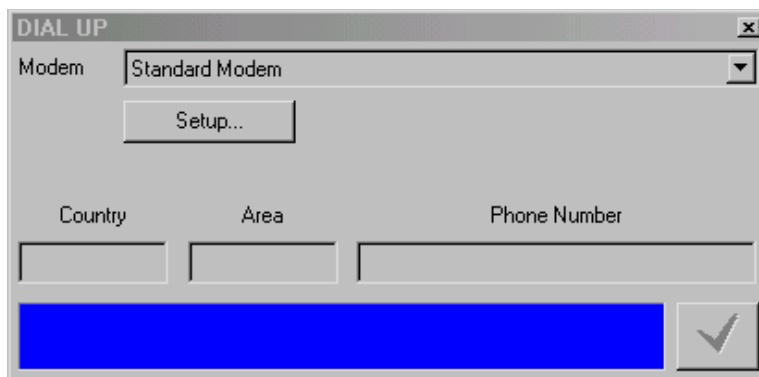 DIAL UP
Modem Standard Modem
Setup...
Country Area Phone Number